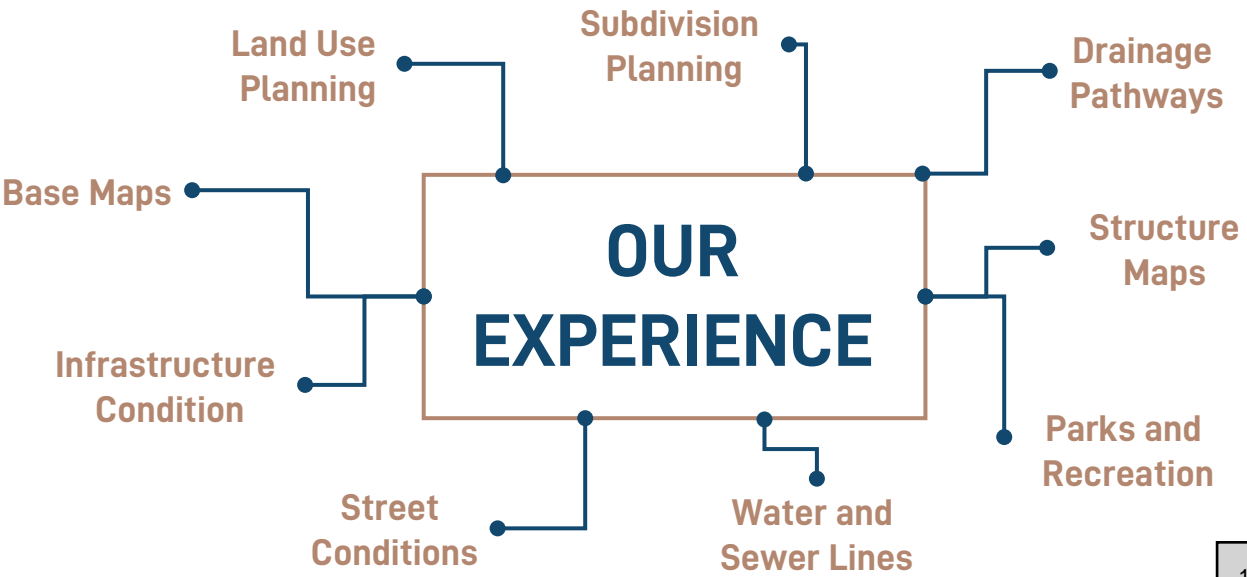 Subdivision
Planning
Land Use
Planning
Drainage
Pathways
Base Maps
OUR
EXPERIENCE
Structure
Maps
Infrastructure
Condition
Parks and
Recreation
Street
Conditions
Water and
Sewer Lines
1